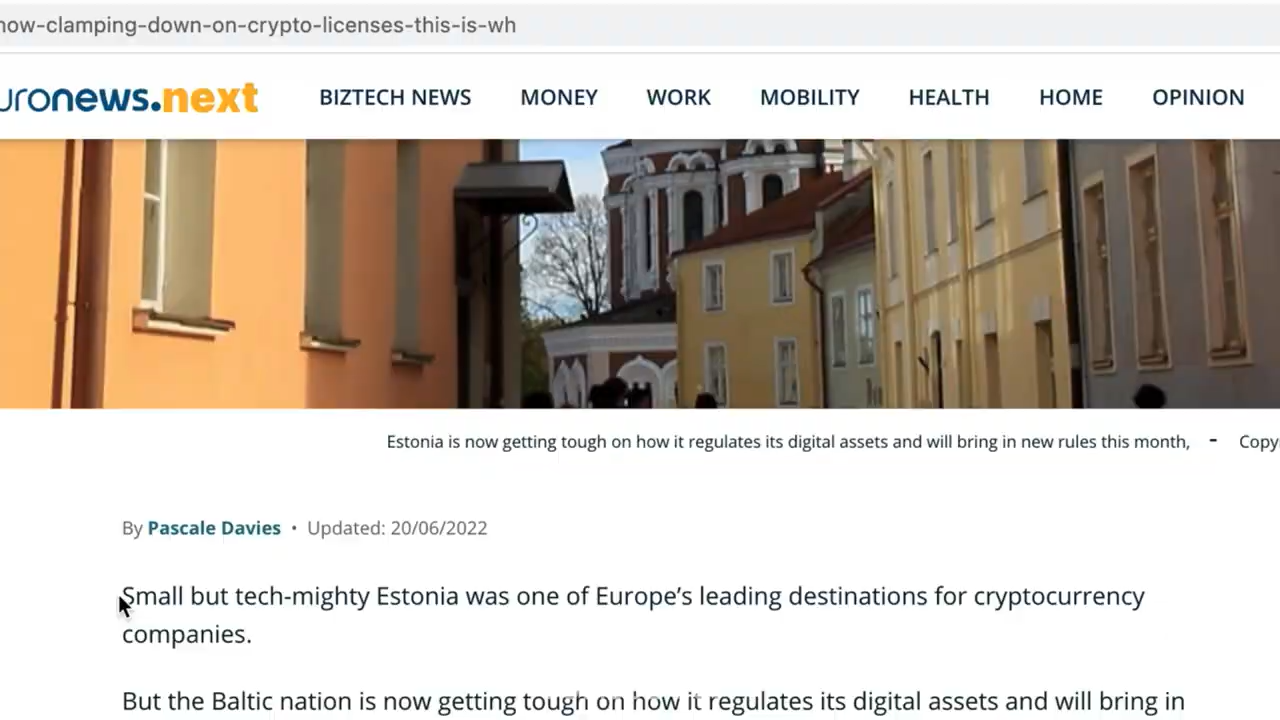 now-clamping-down-on-crypto-licenses-this-is-wh
uronews.next BIZTECH NEWS MONEY WORK MOBILITY HEALTH HOME OPINION
Estonia is now getting tough on how it regulates its digital assets and will bring in new rules this month, - Copy
By Pascale Davies • Updated: 20/06/2022
Small but tech-mighty Estonia was one of Europe’s leading destinations for cryptocurrency
companies.
But the Baltic nation is now getting tough on how it regulates its digital assets and will bring in